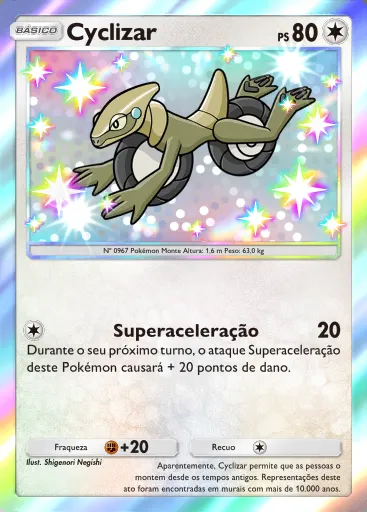 BÁSICO Cyclizar PS 80
Nº 0967 Pokémon Monte Altura: 1,6 m Peso: 63,0 kg
Superaceleração 20
Durante o seu próximo turno, o ataque Superaceleração
deste Pokémon causará + 20 pontos de dano.
Fraqueza +20 Recuo
Ilust. Shigenori Negishi
Aparentemente, Cyclizar permite que as pessoas o
montem desde os tempos antigos. Representações deste
ato foram encontradas em murais com mais de 10.000 anos.